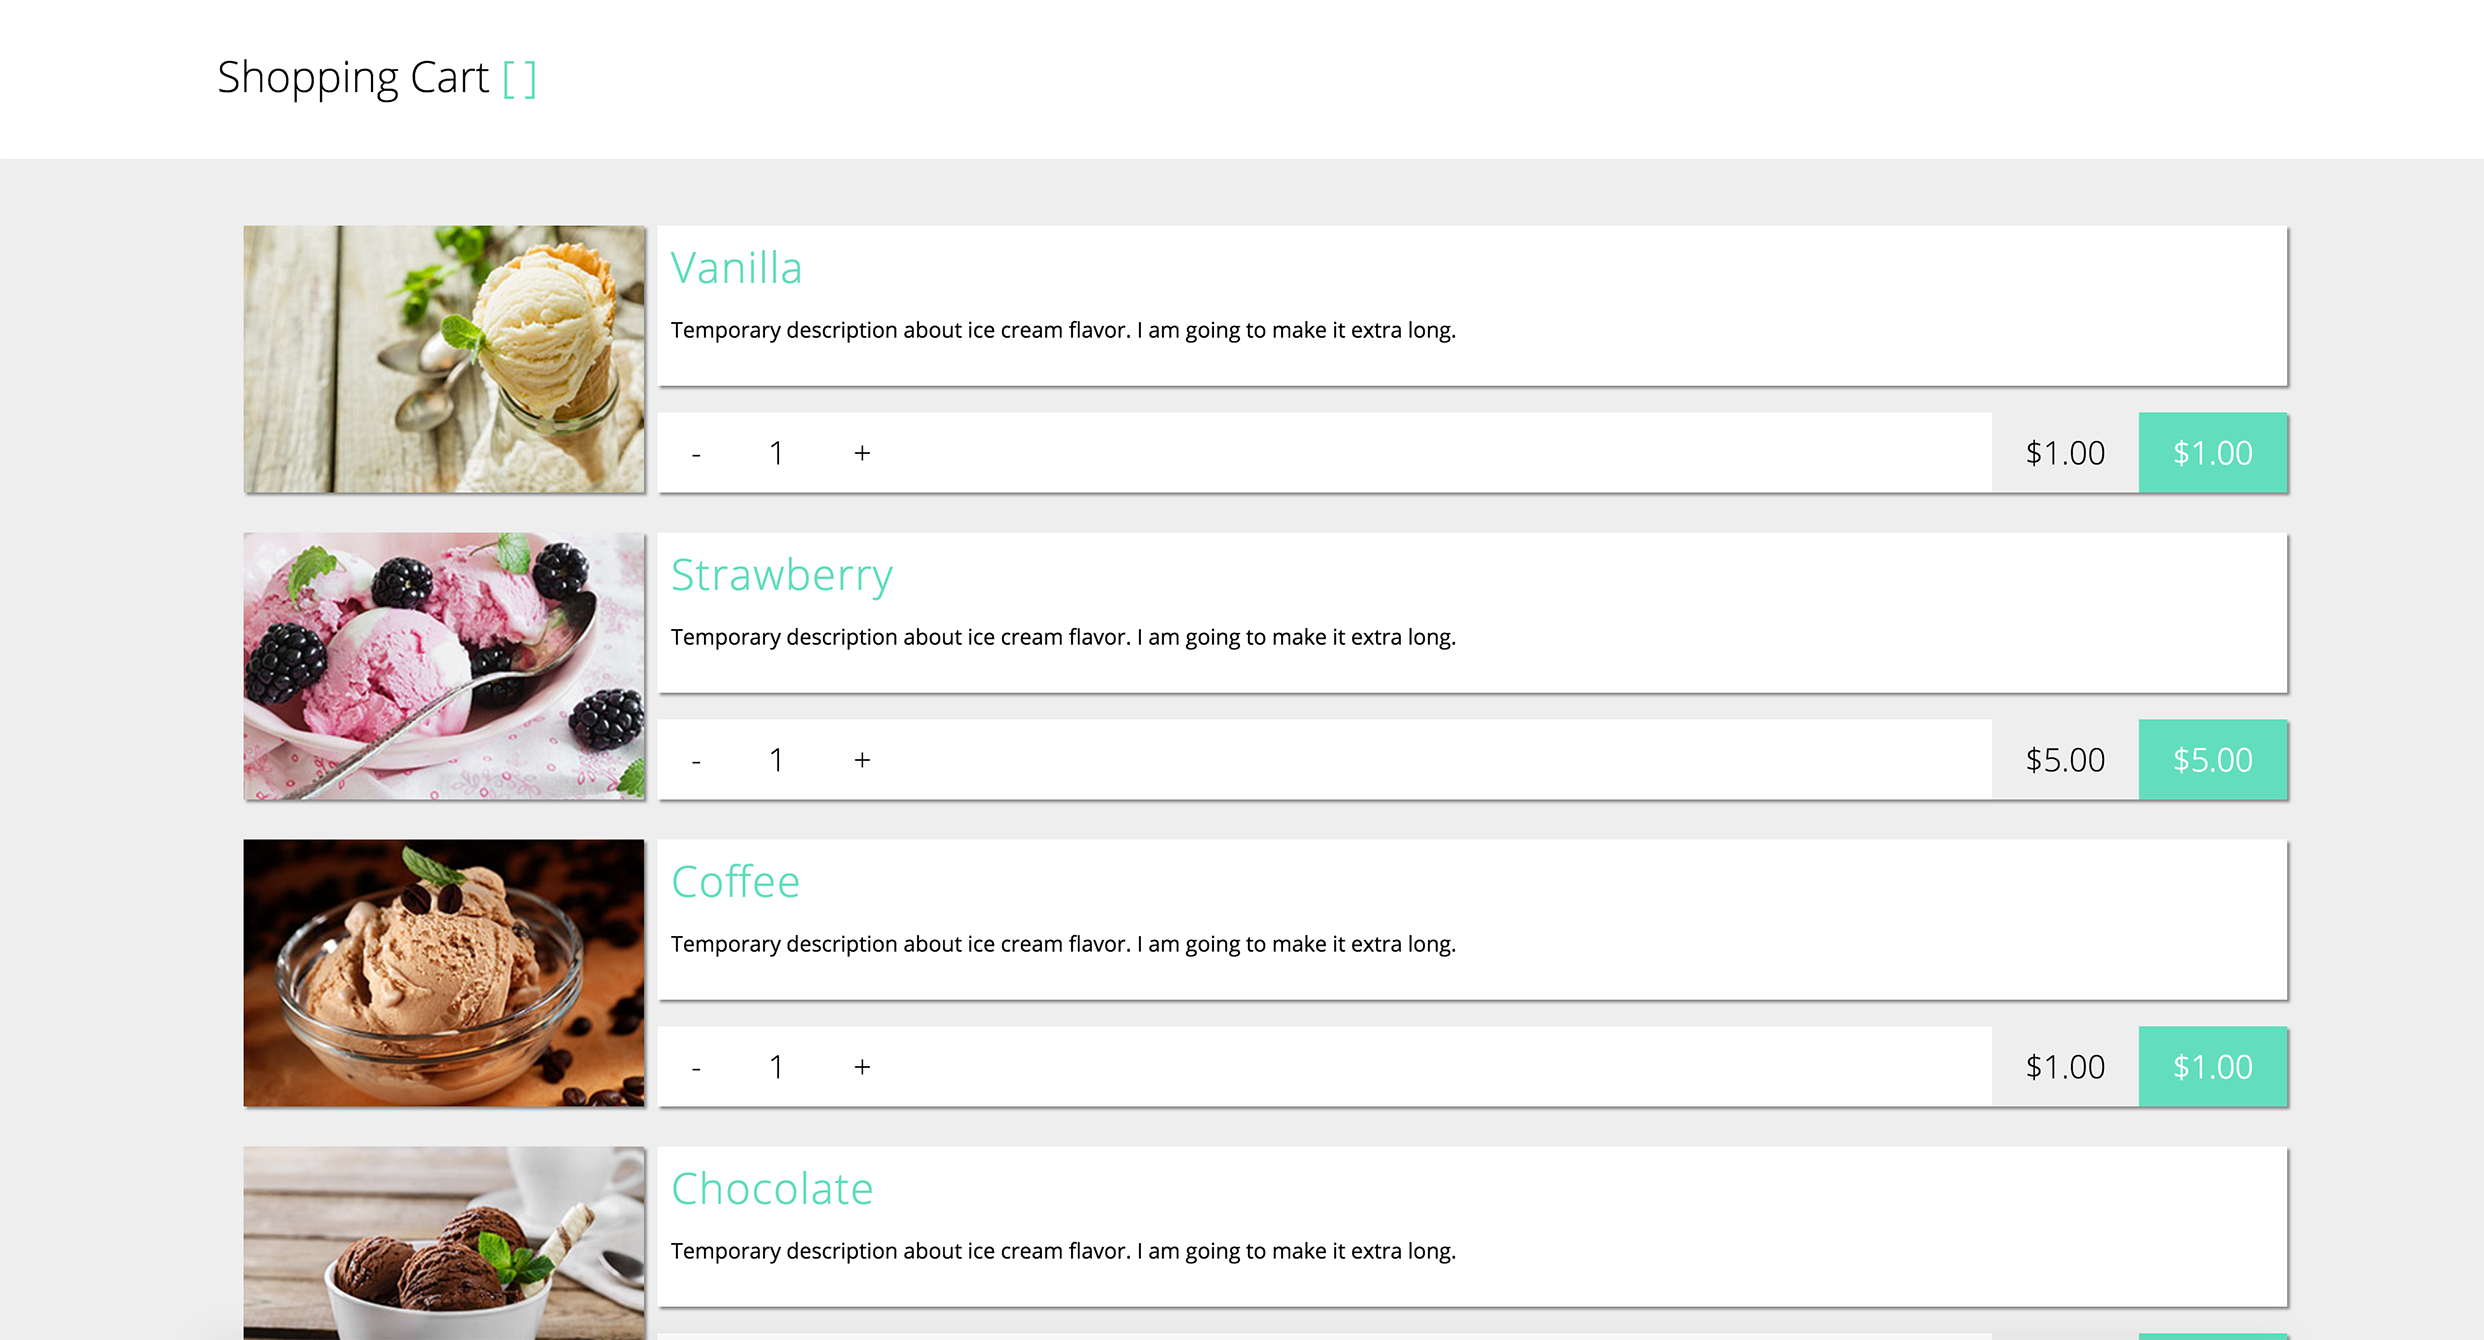 Shopping Cart [ ]
Vanilla
Temporary description about ice cream flavor. I am going to make it extra long.
- 1 + $1.00 $1.00
Strawberry
Temporary description about ice cream flavor. I am going to make it extra long.
- 1 + $5.00 $5.00
Coffee
Temporary description about ice cream flavor. I am going to make it extra long.
- 1 + $1.00 $1.00
Chocolate
Temporary description about ice cream flavor. I am going to make it extra long.